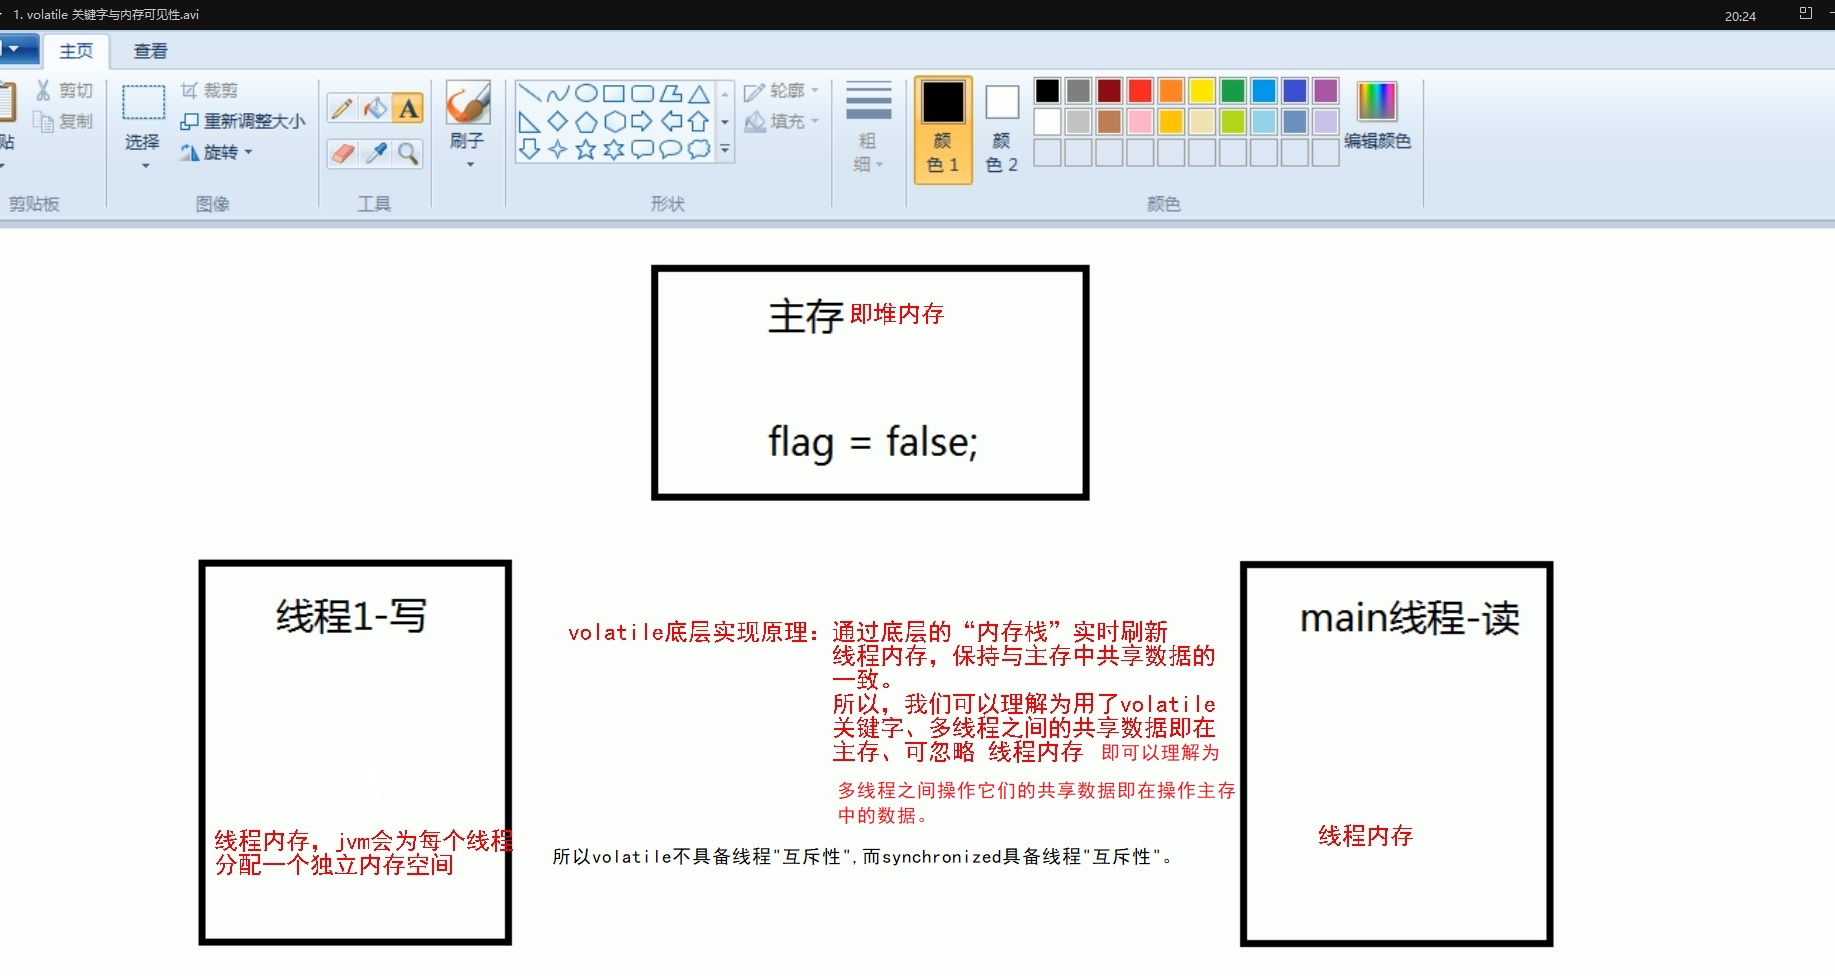 1. volatile 关键字与内存可见性.avi
20:24
主页 查看
剪切
复制
贴
剪贴板
选择
裁剪
重新调整大小
旋转
图像
A
工具
刷子
轮廓
填充
形状
粗
细
颜
色 1
颜
色 2
编辑颜色
颜色
主存 即堆内存
flag = false;
线程1-写
线程内存，jvm会为每个线程
分配一个独立内存空间
volatile底层实现原理：通过底层的“内存栈”实时刷新
线程内存，保持与主存中共享数据的
一致。
所以，我们可以理解为用了volatile
关键字、多线程之间的共享数据即在
主存、可忽略 线程内存 即可以理解为
多线程之间操作它们的共享数据即在操作主存
中的数据。
所以volatile不具备线程"互斥性",而synchronized具备线程"互斥性"。
main线程-读
线程内存